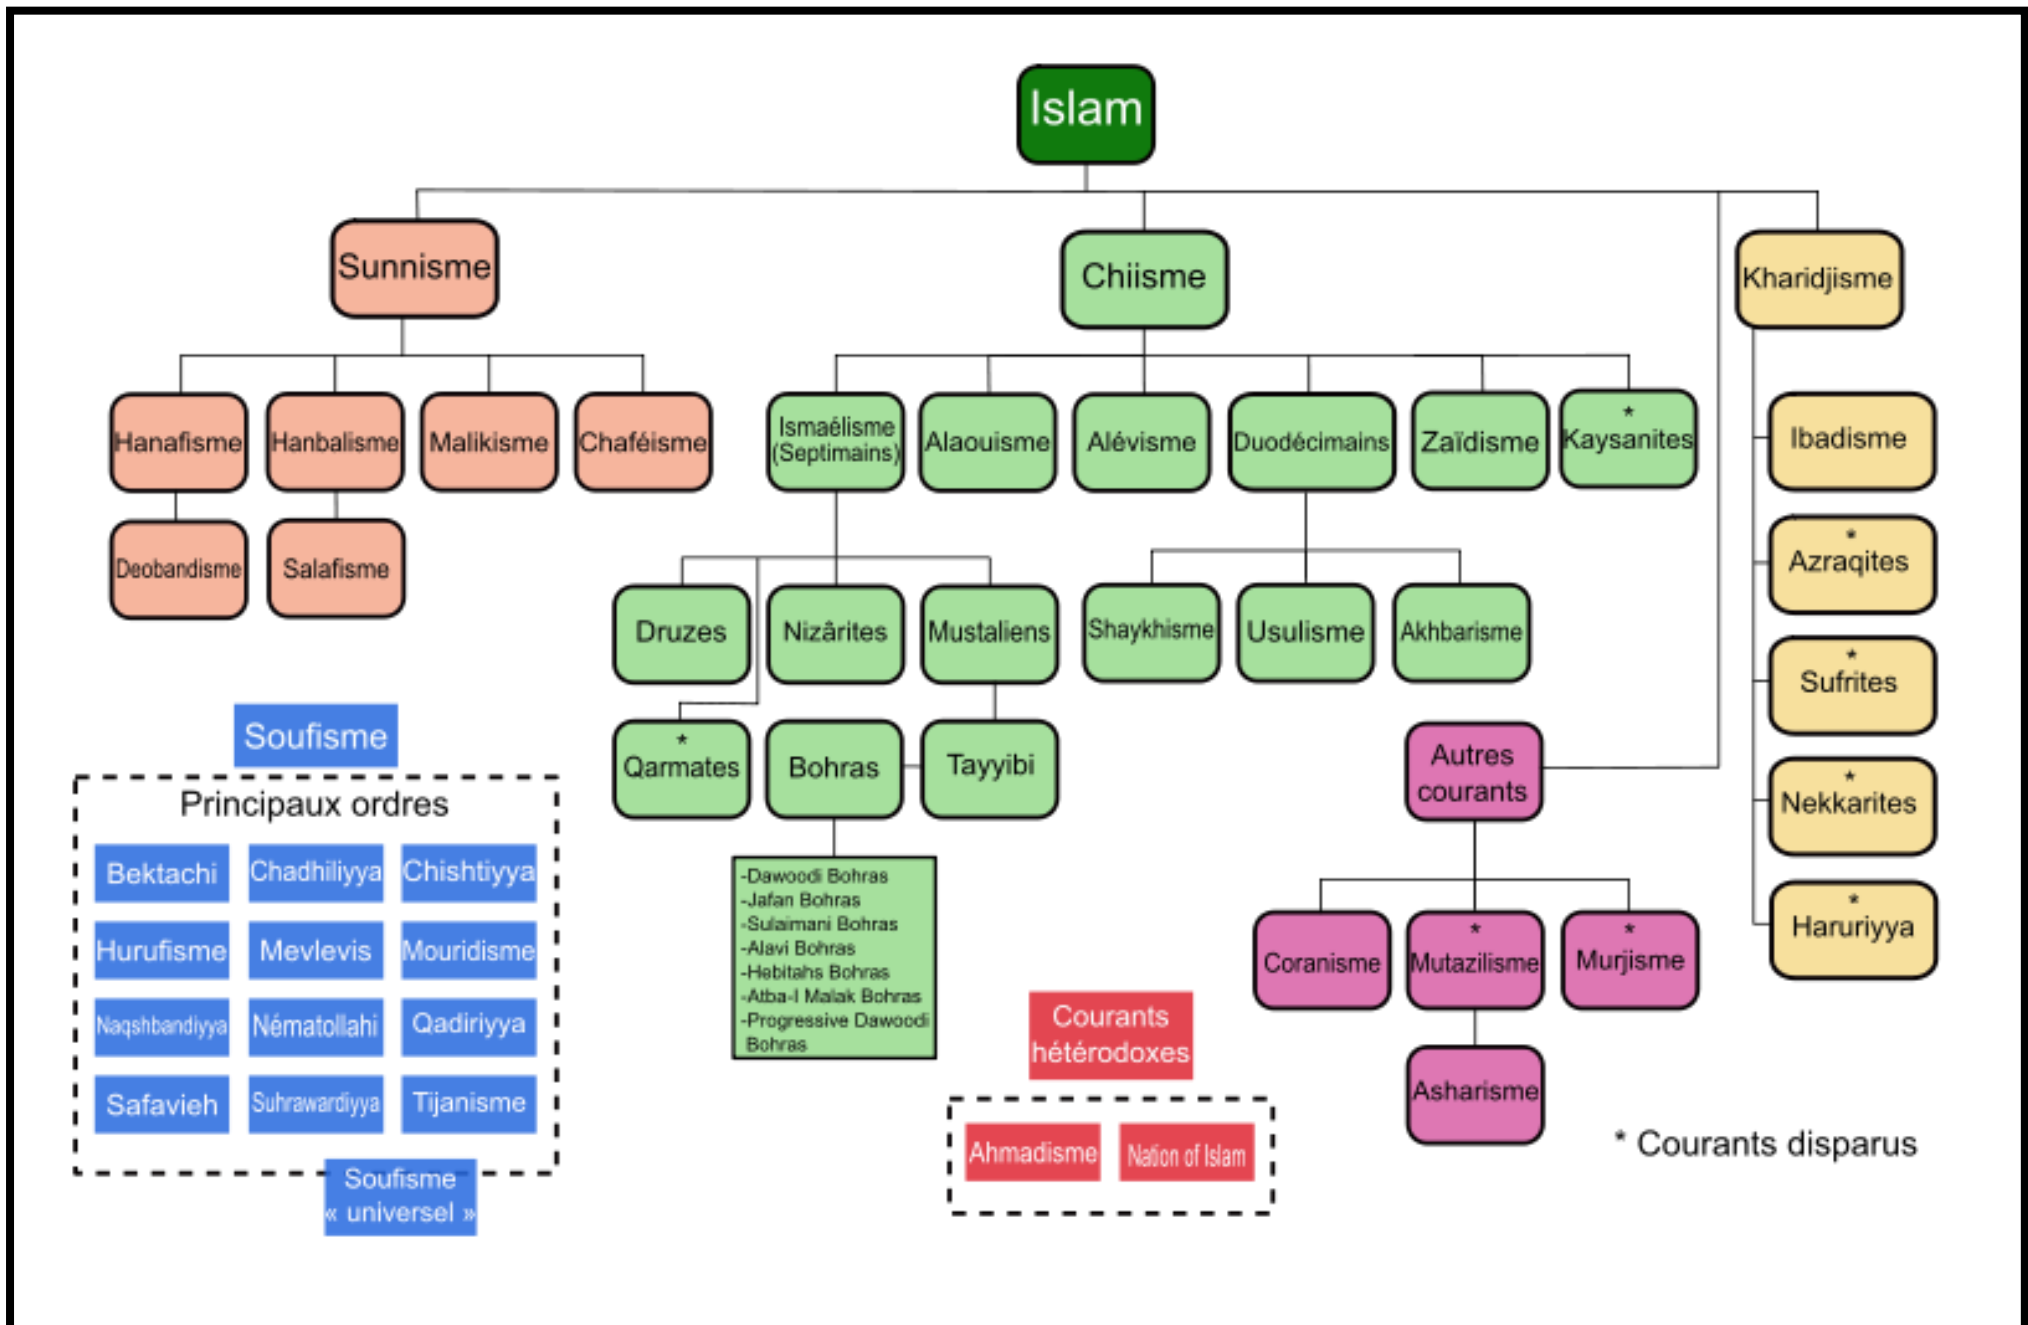 Islam
Sunnisme
Chiisme
Kharidjisme
Hanafisme
Hanbalisme
Malikisme
Chaféisme
Ismaélisme
(Septimains)
Alaouisme
Alévisme
Duodécimains
Zaïdisme
*
Kaysanites
Ibadisme
Deobandisme
Salafisme
*
Azraqites
Druzes
Nizârites
Mustaliens
Shaykhisme
Usulisme
Akhbarisme
*
Sufrites
*
Qarmates
Bohras
Tayyibi
Autres
courants
*
Nekkarites
-Dawoodi Bohras
-Jafan Bohras
-Sulaimani Bohras
-Alavi Bohras
-Hebitahs Bohras
-Atba-I Malak Bohras
-Progressive Dawoodi
Bohras
Coranisme
*
Mutazilisme
*
Murjisme
*
Haruriyya
Asharisme
Soufisme
Principaux ordres
Bektachi
Chadhiliyya
Chishtiyya
Hurufisme
Mevlevis
Mouridisme
Naqshbandiyya
Nématollahi
Qadiriyya
Safavieh
Suhrawardiyya
Tijanisme
Soufisme
« universel »
Courants
hétérodoxes
Ahmadisme
Nation of Islam
* Courants disparus